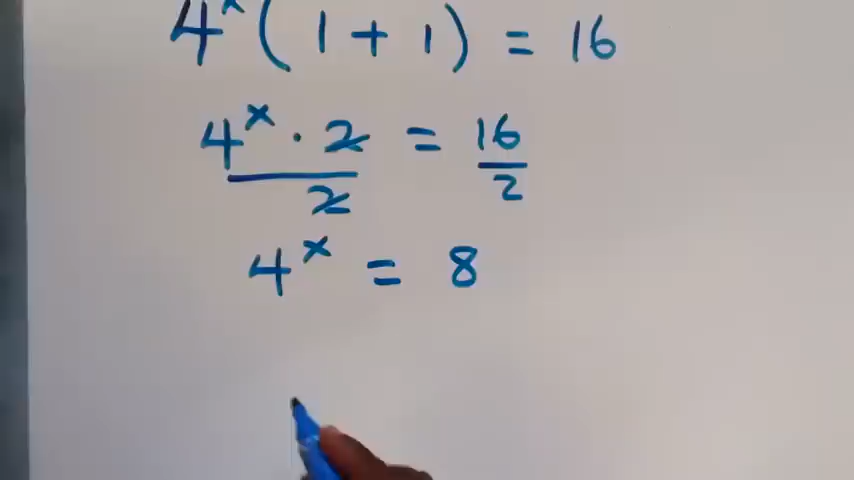 4^x ( 1 + 1 ) = 16
4^x · 2 / 2 = 16 / 2
4^x = 8